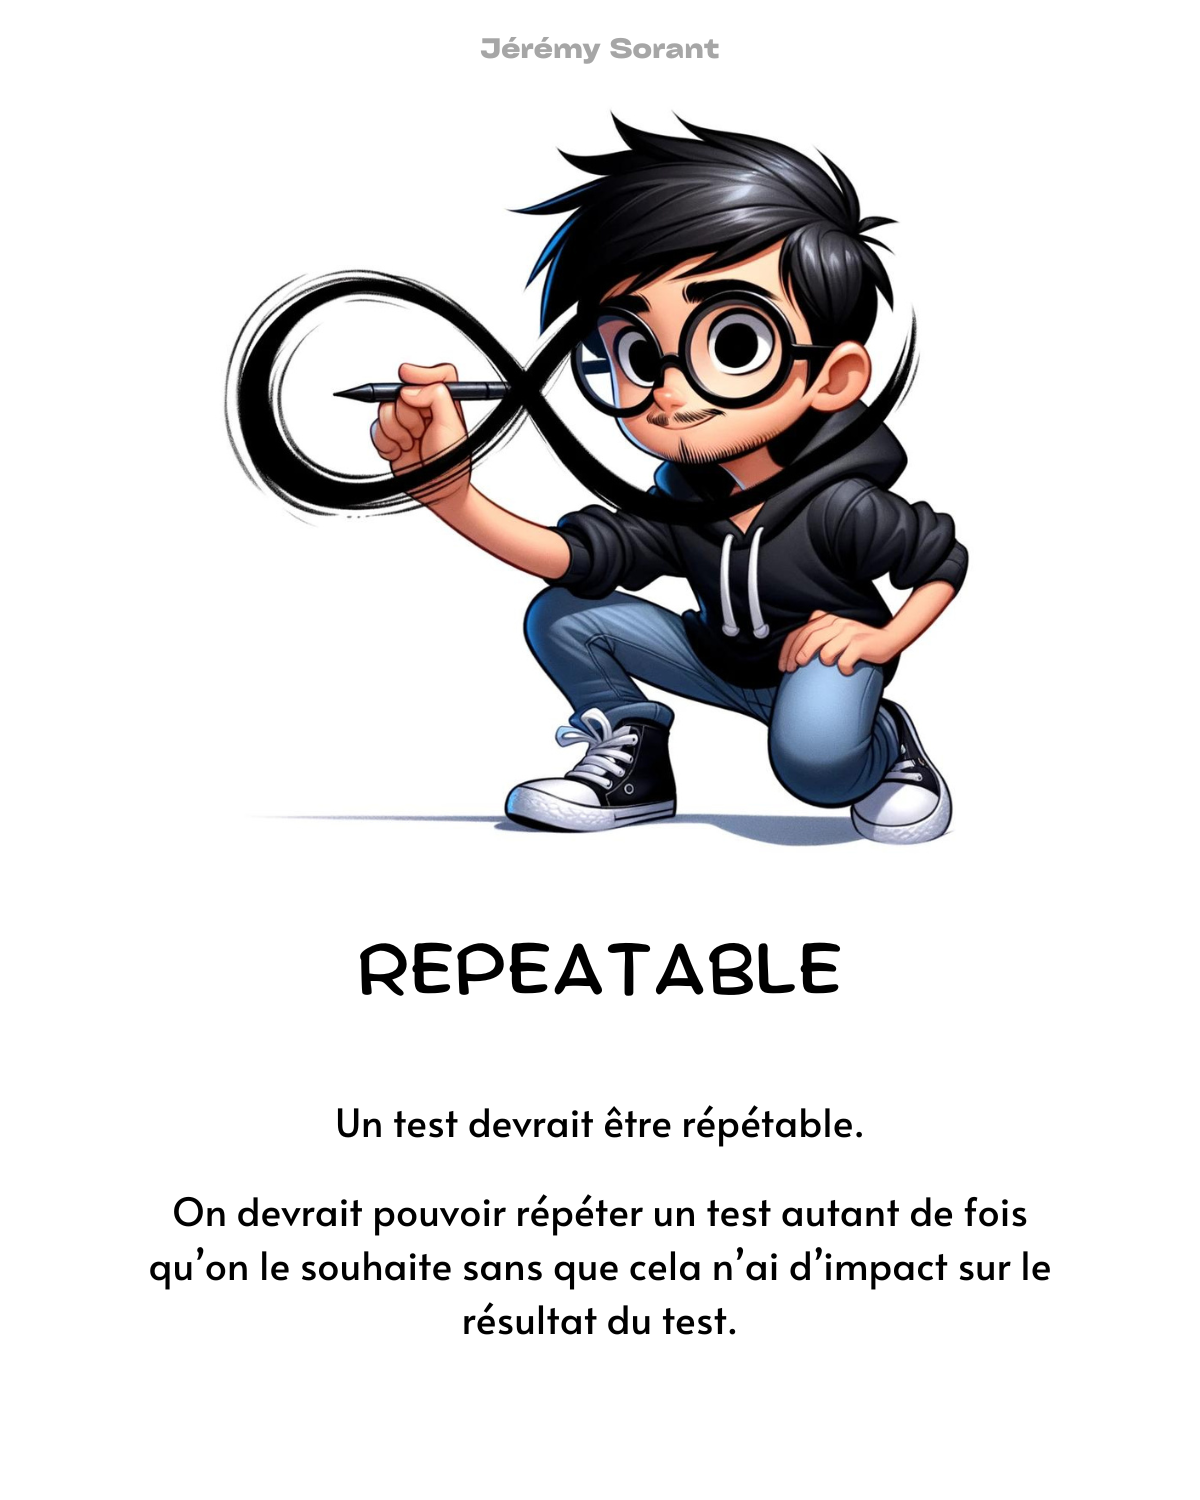 Jérémy Sorant
REPEATABLE
Un test devrait être répétable.
On devrait pouvoir répéter un test autant de fois
qu’on le souhaite sans que cela n’ai d’impact sur le
résultat du test.